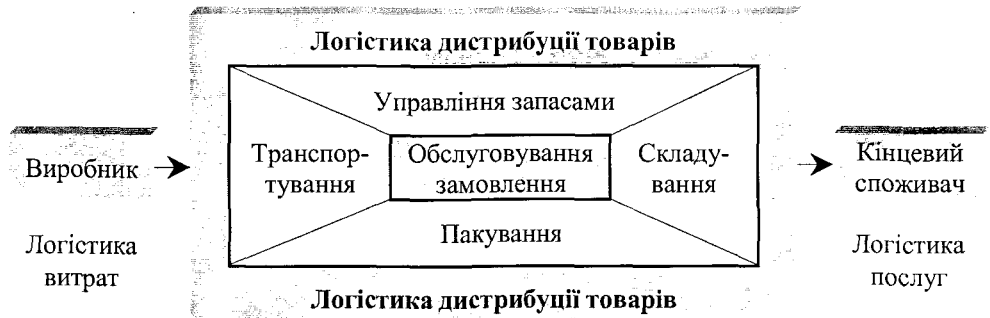 Логістика дистрибуції товарів
Управління запасами
Виробник
Транспор-
тування
Обслуговування
замовлення
Складу-
вання
Кінцевий
споживач
Пакування
Логістика
витрат
Логістика
послуг
Логістика дистрибуції товарів